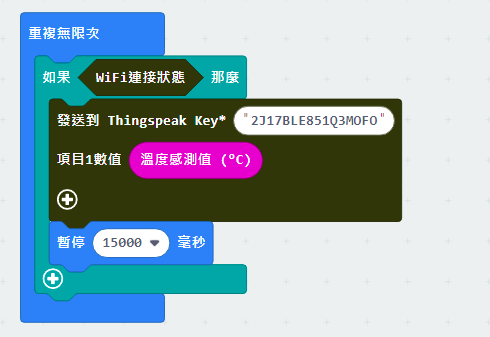 重複無限次
如果 WiFi連接狀態 那麼
發送到 Thingspeak Key* "2J17BLE851Q3MOFO"
項目1數值 溫度感測值 (°C)
暫停 15000 毫秒